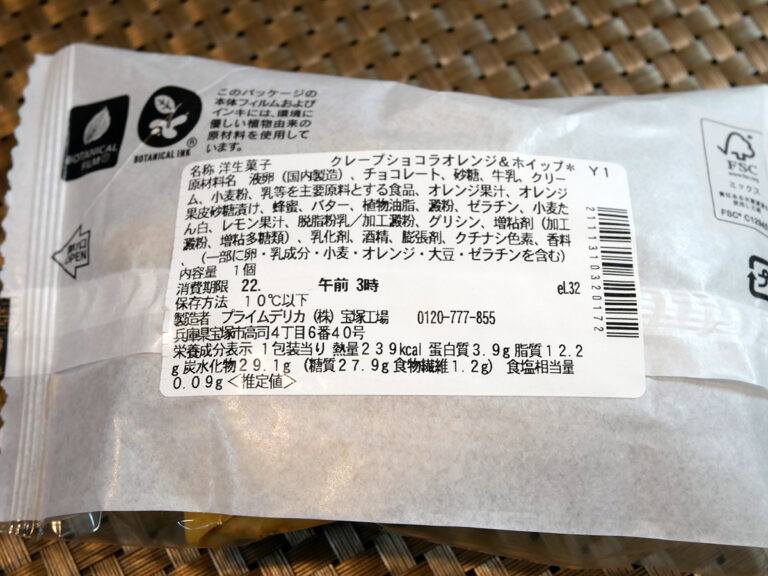 このパッケージの
本体フィルムおよび
インキには、環境に
優しい植物由来の
原材料を使用して
います。
BOTANICAL
BOTANICAL INK®
名称 洋生菓子 クレープショコラオレンジ&ホイップ* Y1
原材料名 液卵(国内製造)、チョコレート、砂糖、牛乳、クリー
ム、小麦粉、乳等を主要原料とする食品、オレンジ果汁、オレンジ
果皮砂糖漬け、蜂蜜、バター、植物油脂、澱粉、ゼラチン、小麦た
ん白、レモン果汁、脱脂粉乳/加工澱粉、グリシン、増粘剤(加工
澱粉、増粘多糖類)、乳化剤、酒精、膨張剤、クチナシ色素、香料
、(一部に卵・乳成分・小麦・オレンジ・大豆・ゼラチンを含む)
内容量 1個
消費期限 22. 午前 3時 el.32
保存方法 10℃以下
製造者 プライムデリカ(株)宝塚工場 0120-777-855
兵庫県宝塚市高司4丁目6番40号
栄養成分表示 1包装当り 熱量239kcal 蛋白質3.9g 脂質12.2
g 炭水化物29.1g (糖質27.9g 食物繊維1.2g) 食塩相当量
0.09g<推定値>
21111310320172
OPEN
FSC
ミックス